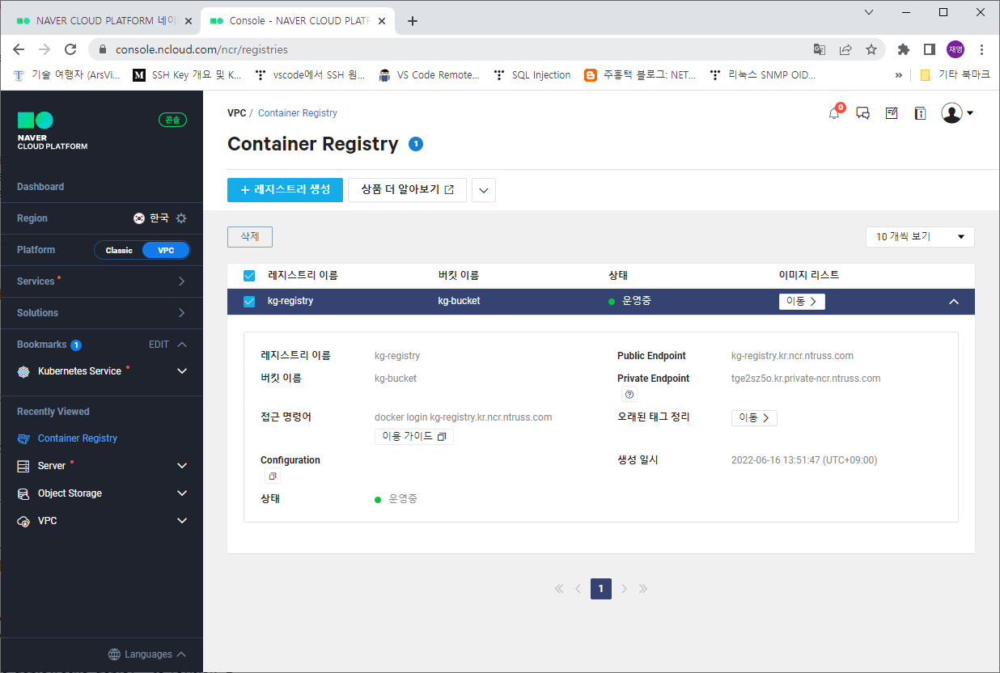 NAVER CLOUD PLATFORM 네이
Console - NAVER CLOUD PLATF
console.ncloud.com/ncr/registries
재영
기술 여행자 (ArsVi...
SSH Key 개요 및 K...
vscode에서 SSH 원...
VS Code Remote...
SQL Injection
주홍택 블로그: NET...
리눅스 SNMP OID...
»
기타 북마크
NAVER
CLOUD PLATFORM
콘솔
Dashboard
Region 한국
Platform Classic VPC
Services
Solutions
Bookmarks 1 EDIT
Kubernetes Service
Recently Viewed
Container Registry
Server
Object Storage
VPC
Languages
VPC / Container Registry
0
Container Registry 1
+ 레지스트리 생성
상품 더 알아보기
삭제
10 개씩 보기
레지스트리 이름 버킷 이름 상태 이미지 리스트
kg-registry kg-bucket 운영중 이동
레지스트리 이름 kg-registry Public Endpoint kg-registry.kr.ncr.ntruss.com
버킷 이름 kg-bucket Private Endpoint tge2sz5o.kr.private-ncr.ntruss.com
접근 명령어 docker login kg-registry.kr.ncr.ntruss.com 오래된 태그 정리 이동
이용 가이드
Configuration 생성 일시 2022-06-16 13:51:47 (UTC+09:00)
상태 운영중
1